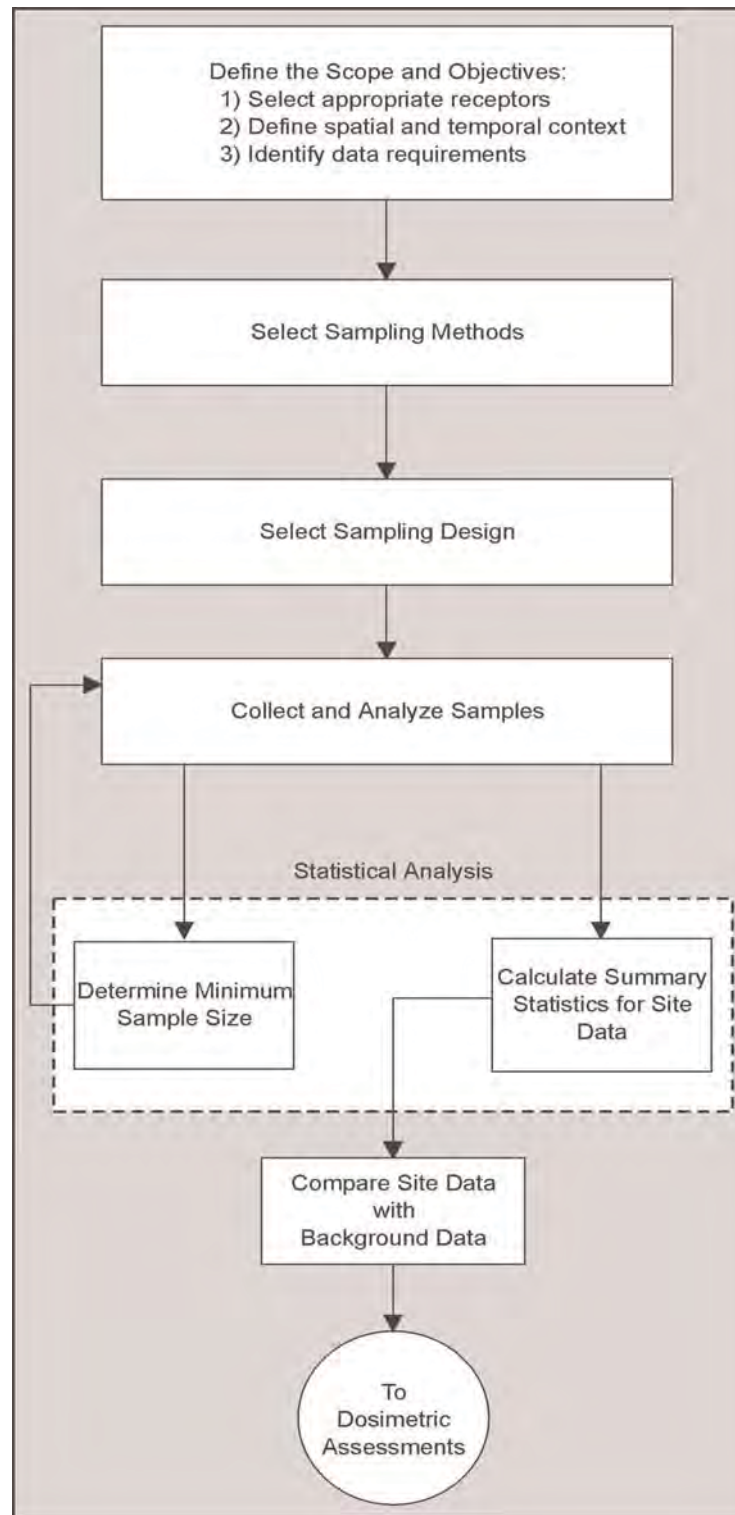 Define the Scope and Objectives:
1) Select appropriate receptors
2) Define spatial and temporal context
3) Identify data requirements
Select Sampling Methods
Select Sampling Design
Collect and Analyze Samples
Statistical Analysis
Determine Minimum
Sample Size
Calculate Summary
Statistics for Site
Data
Compare Site Data
with
Background Data
To
Dosimetric
Assessments